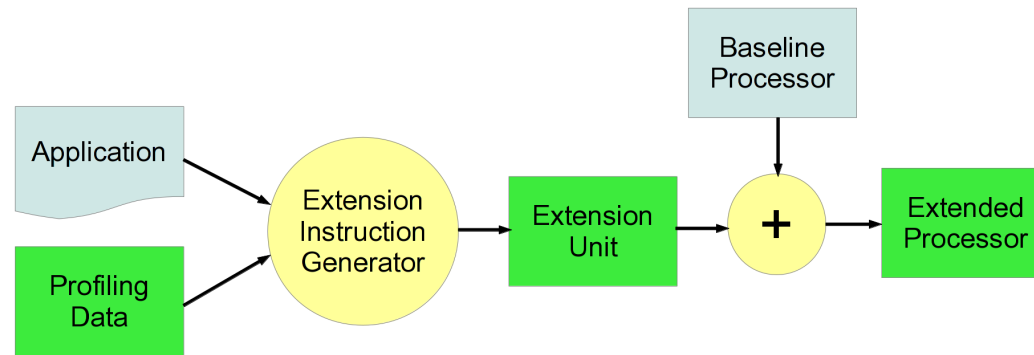 Baseline
Processor
Application
Extension
Instruction
Generator
Extension
Unit
+
Extended
Processor
Profiling
Data